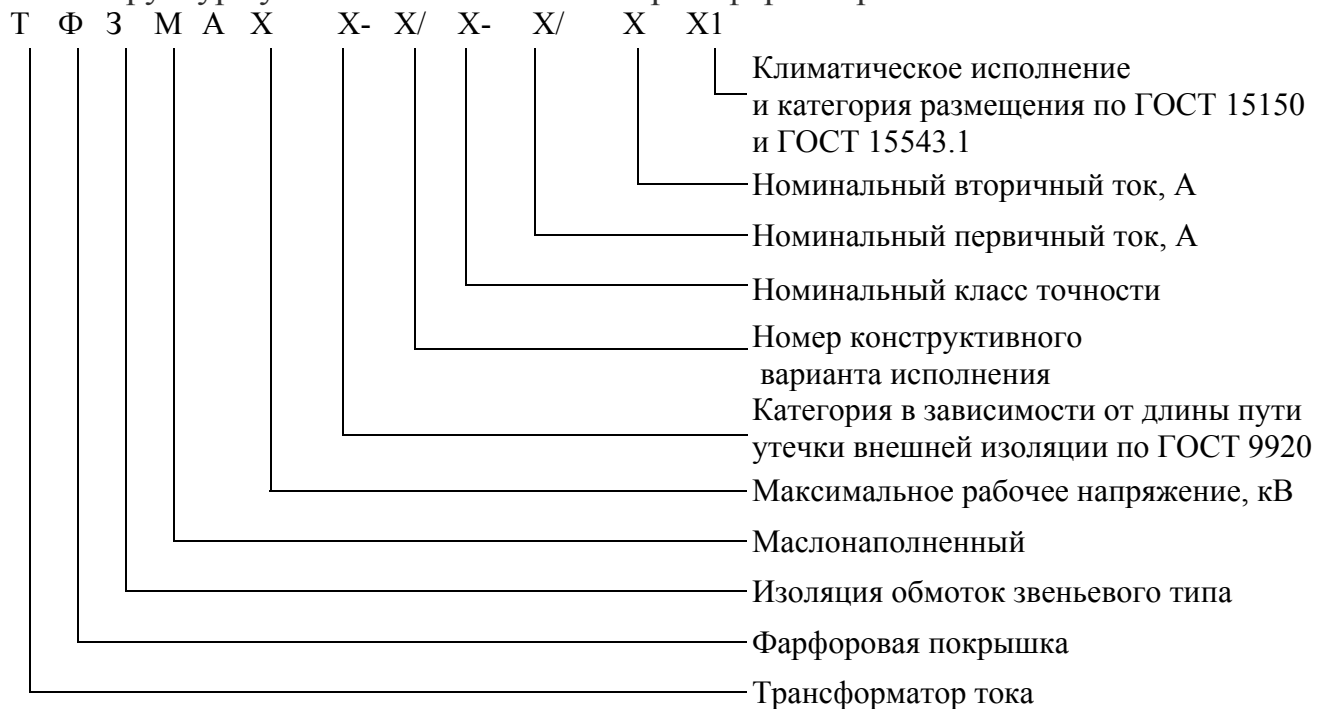 Т Ф З М А Х Х- Х/ Х- Х/ Х Х1
Климатическое исполнение
и категория размещения по ГОСТ 15150
и ГОСТ 15543.1
Номинальный вторичный ток, А
Номинальный первичный ток, А
Номинальный класс точности
Номер конструктивного
варианта исполнения
Категория в зависимости от длины пути
утечки внешней изоляции по ГОСТ 9920
Максимальное рабочее напряжение, кВ
Маслонаполненный
Изоляция обмоток звеньевого типа
Фарфоровая покрышка
Трансформатор тока